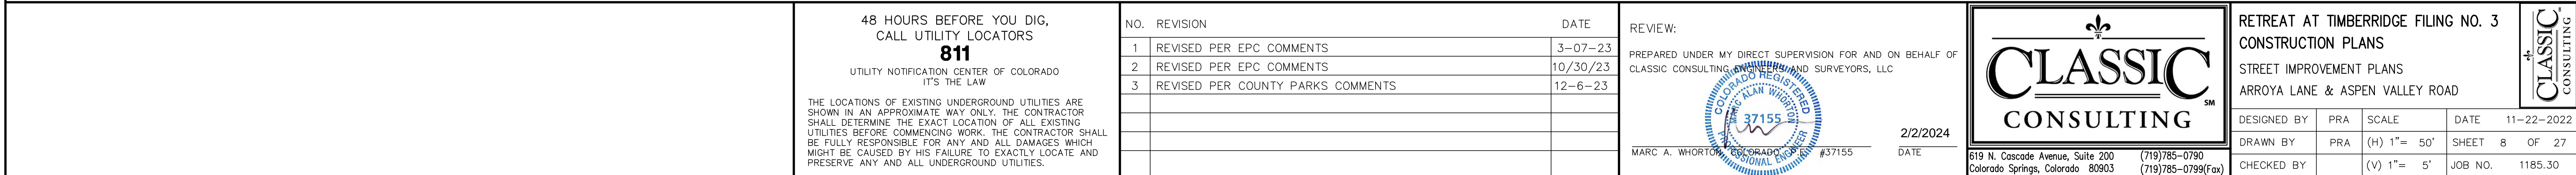 48 HOURS BEFORE YOU DIG,
CALL UTILITY LOCATORS
811
UTILITY NOTIFICATION CENTER OF COLORADO
IT'S THE LAW
THE LOCATIONS OF EXISTING UNDERGROUND UTILITIES ARE
SHOWN IN AN APPROXIMATE WAY ONLY. THE CONTRACTOR
SHALL DETERMINE THE EXACT LOCATION OF ALL EXISTING
UTILITIES BEFORE COMMENCING WORK. THE CONTRACTOR SHALL
BE FULLY RESPONSIBLE FOR ANY AND ALL DAMAGES WHICH
MIGHT BE CAUSED BY HIS FAILURE TO EXACTLY LOCATE AND
PRESERVE ANY AND ALL UNDERGROUND UTILITIES.
NO. REVISION DATE
1 REVISED PER EPC COMMENTS 3-07-23
2 REVISED PER EPC COMMENTS 10/30/23
3 REVISED PER COUNTY PARKS COMMENTS 12-6-23
REVIEW:
PREPARED UNDER MY DIRECT SUPERVISION FOR AND ON BEHALF OF
CLASSIC CONSULTING ENGINEERS AND SURVEYORS, LLC
COLORADO REGISTERED
MARC ALAN WHORTON
37155
PROFESSIONAL ENGINEER
2/2/2024
MARC A. WHORTON, COLORADO P.E. #37155 DATE
CLASSIC
CONSULTING
SM
619 N. Cascade Avenue, Suite 200 (719)785-0790
Colorado Springs, Colorado 80903 (719)785-0799(Fax)
RETREAT AT TIMBERRIDGE FILING NO. 3
CONSTRUCTION PLANS
STREET IMPROVEMENT PLANS
ARROYA LANE & ASPEN VALLEY ROAD
CLASSIC
CONSULTING
DESIGNED BY PRA SCALE DATE 11-22-2022
DRAWN BY PRA (H) 1"= 50' SHEET 8 OF 27
CHECKED BY (V) 1"= 5' JOB NO. 1185.30